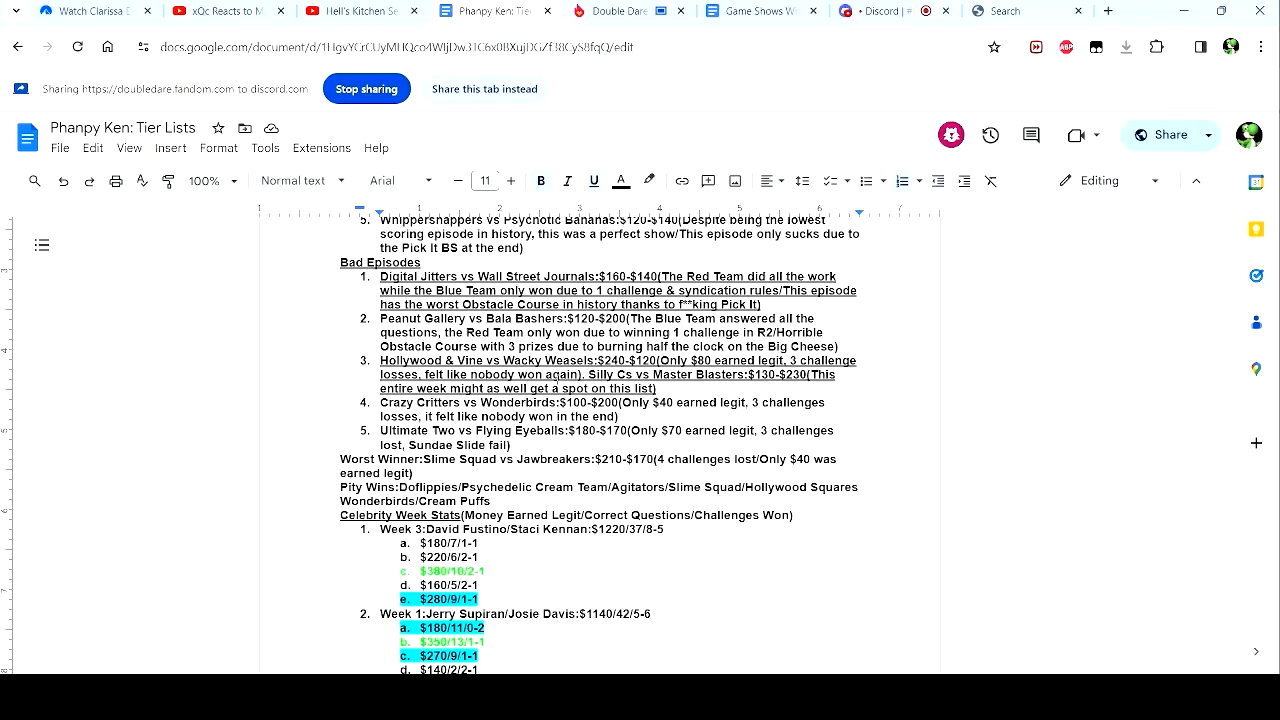 Watch Clarissa E
xQc Reacts to M
Hell's Kitchen Se
Phanpy Ken: Tier
Double Dare
Game Shows Wi
• Discord | #
Search
Sharing https://doubledare.fandom.com to discord.com
Stop sharing
Share this tab instead
Phanpy Ken: Tier Lists
Share
File Edit View Insert Format Tools Extensions Help
100% Normal text Arial 11 B I U A
Editing
1 1 2 3 4 5 6 7
5. Whippersnappers vs Psychotic Bananas:$120-$140(Despite being the lowest
scoring episode in history, this was a perfect show/This episode only sucks due to
the Pick It BS at the end)
Bad Episodes
1. Digital Jitters vs Wall Street Journals:$160-$140(The Red Team did all the work
while the Blue Team only won due to 1 challenge & syndication rules/This episode
has the worst Obstacle Course in history thanks to f**king Pick It)
2. Peanut Gallery vs Bala Bashers:$120-$200(The Blue Team answered all the
questions, the Red Team only won due to winning 1 challenge in R2/Horrible
Obstacle Course with 3 prizes due to burning half the clock on the Big Cheese)
3. Hollywood & Vine vs Wacky Weasels:$240-$120(Only $80 earned legit, 3 challenge
losses, felt like nobody won again), Silly Cs vs Master Blasters:$130-$230(This
entire week might as well get a spot on this list)
4. Crazy Critters vs Wonderbirds:$100-$200(Only $40 earned legit, 3 challenges
losses, it felt like nobody won in the end)
5. Ultimate Two vs Flying Eyeballs:$180-$170(Only $70 earned legit, 3 challenges
lost, Sundae Slide fail)
Worst Winner:Slime Squad vs Jawbreakers:$210-$170(4 challenges lost/Only $40 was
earned legit)
Pity Wins:Doflippies/Psychedelic Cream Team/Agitators/Slime Squad/Hollywood Squares
Wonderbirds/Cream Puffs
Celebrity Week Stats(Money Earned Legit/Correct Questions/Challenges Won)
1. Week 3:David Fustino/Staci Kennan:$1220/37/8-5
a. $180/7/1-1
b. $220/6/2-1
c. $380/10/2-1
d. $160/5/2-1
e. $280/9/1-1
2. Week 1:Jerry Supiran/Josie Davis:$1140/42/5-6
a. $180/11/0-2
b. $350/13/1-1
c. $270/9/1-1
d. $140/2/2-1